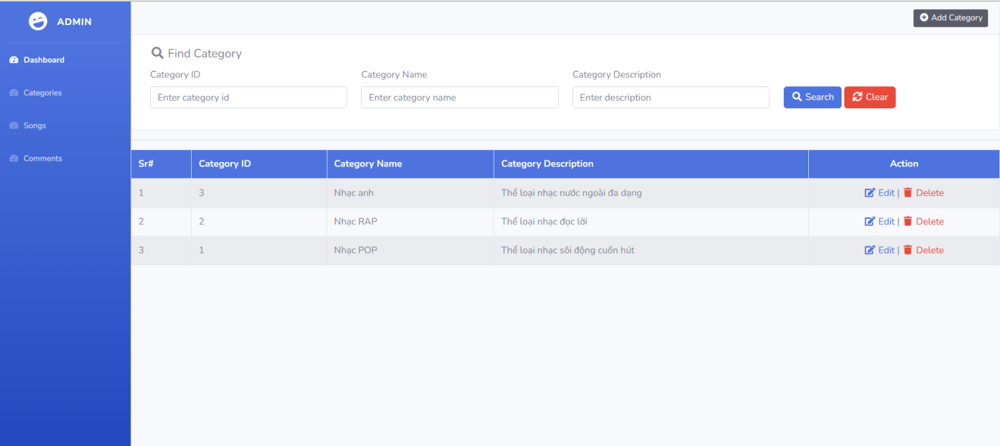 ADMIN
Dashboard
Categories
Songs
Comments
Add Category
Find Category
Category ID Category Name Category Description
Enter category id Enter category name Enter description Search Clear
Sr# Category ID Category Name Category Description Action
1 3 Nhạc anh Thể loại nhạc nước ngoài đa dạng Edit | Delete
2 2 Nhạc RAP Thể loại nhạc đọc lời Edit | Delete
3 1 Nhạc POP Thể loại nhạc sôi động cuốn hút Edit | Delete